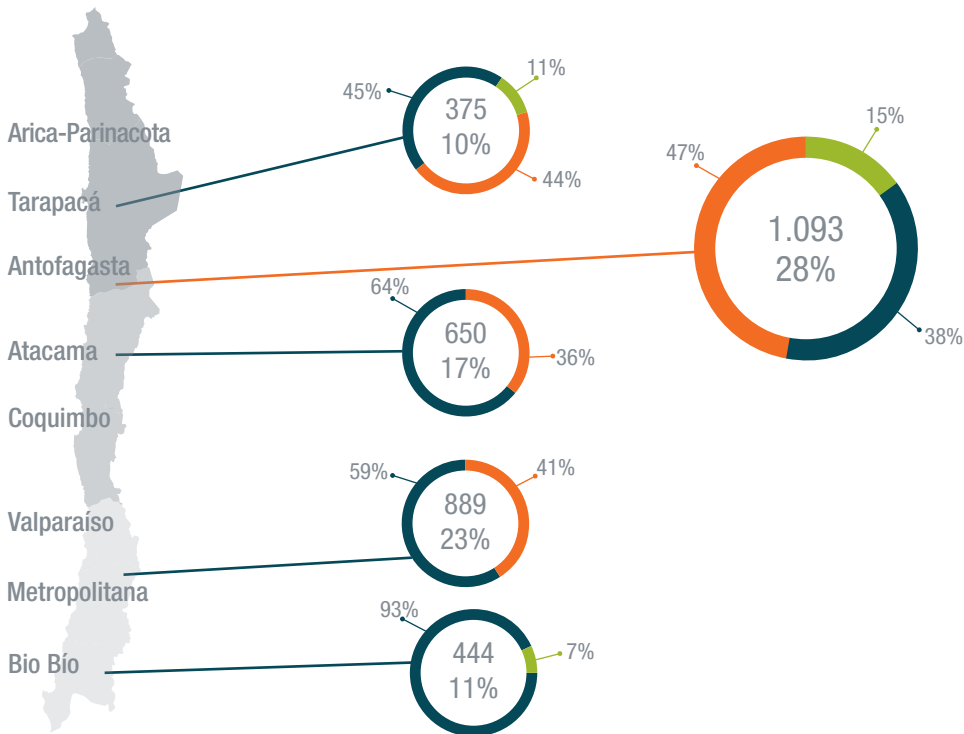 Arica-Parinacota
Tarapacá
Antofagasta
Atacama
Coquimbo
Valparaíso
Metropolitana
Bio Bío
45%
11%
375
10%
44%
47%
15%
1.093
28%
38%
64%
650
17%
36%
59%
41%
889
23%
93%
444
11%
7%